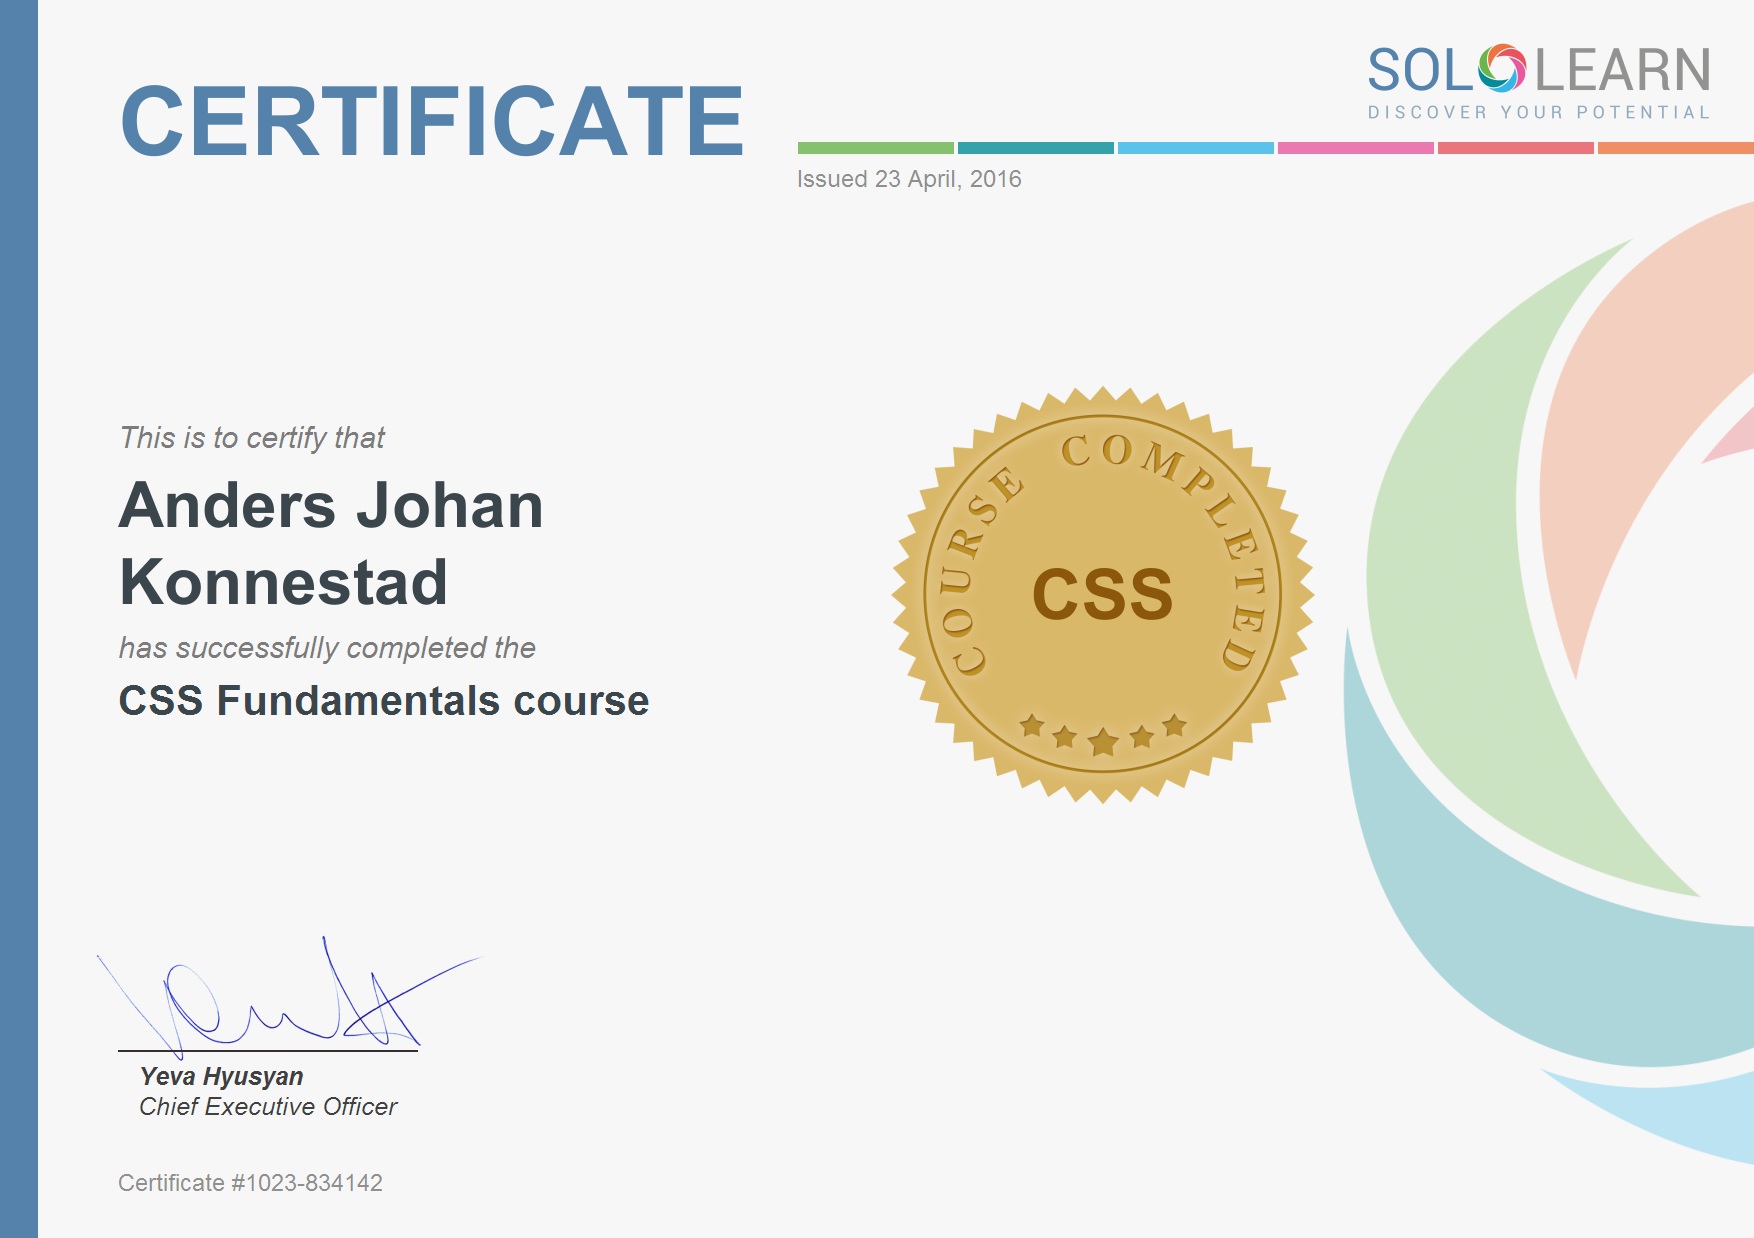 CERTIFICATE
SOLOLEARN
DISCOVER YOUR POTENTIAL
Issued 23 April, 2016
This is to certify that
Anders Johan
Konnestad
has successfully completed the
CSS Fundamentals course
COURSE COMPLETED
CSS
Yeva Hyusyan
Chief Executive Officer
Certificate #1023-834142